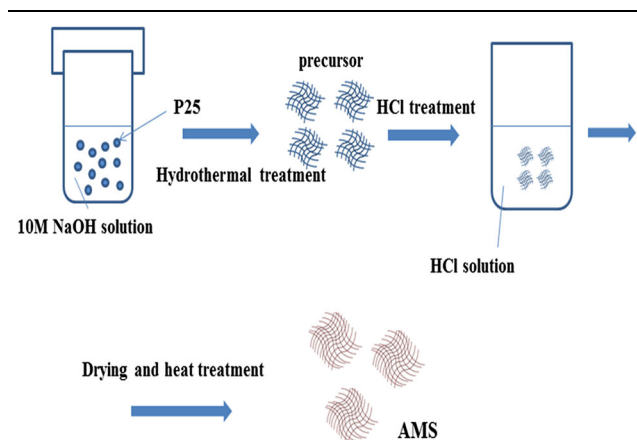 precursor
P25
HCl treatment
Hydrothermal treatment
10M NaOH solution
HCl solution
Drying and heat treatment
AMS